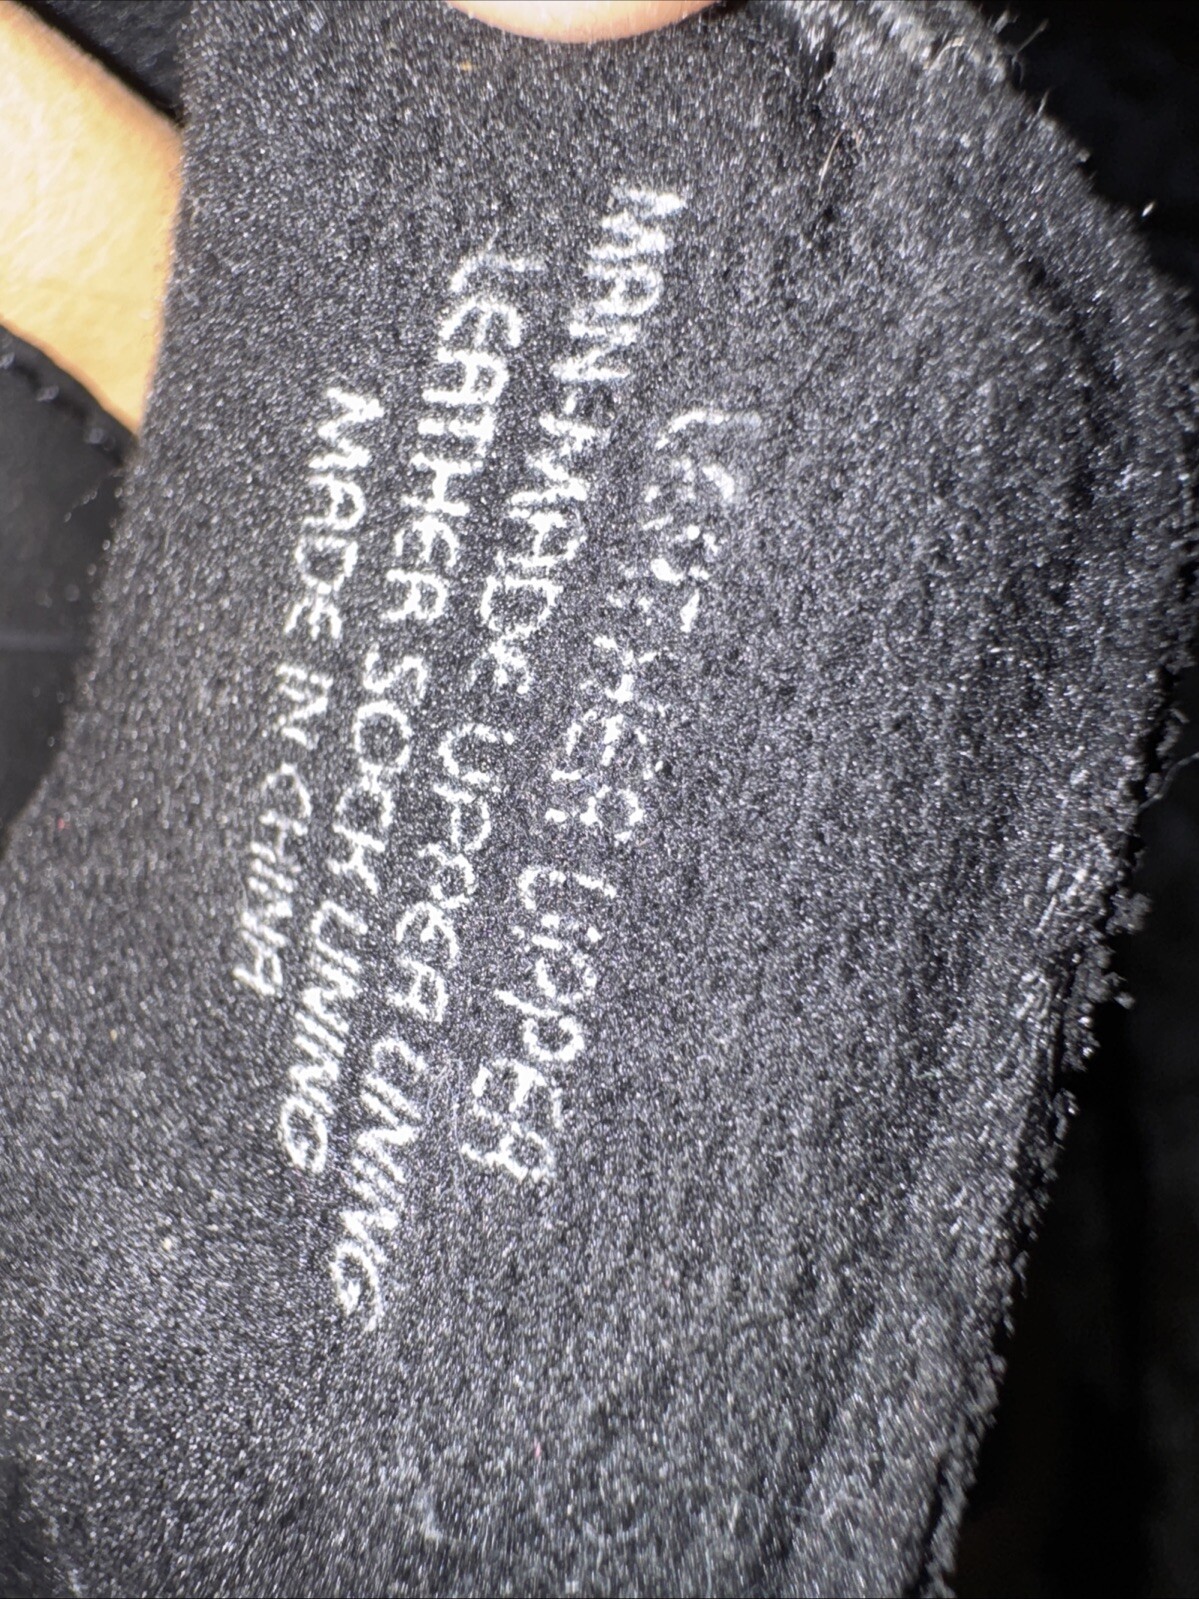 LEATHER UPPER
MAN-MADE UPPER LINING
LEATHER SOCK LINING
MADE IN CHINA